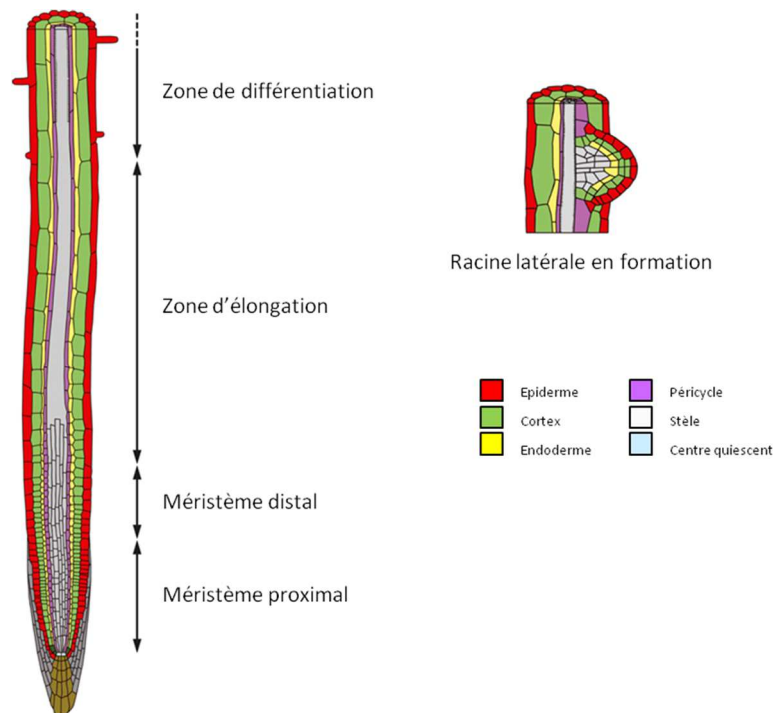 Zone de différentiation
Zone d'élongation
Méristème distal
Méristème proximal
Racine latérale en formation
Epiderme
Cortex
Endoderme
Péricycle
Stèle
Centre quiescent